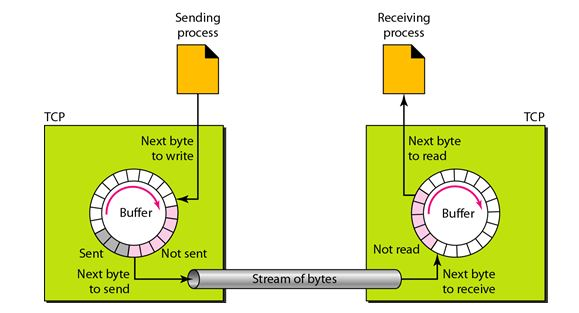 Sending
process
Receiving
process
TCP
TCP
Next byte
to write
Next byte
to read
Buffer
Buffer
Sent
Not sent
Not read
Next byte
to send
Stream of bytes
Next byte
to receive